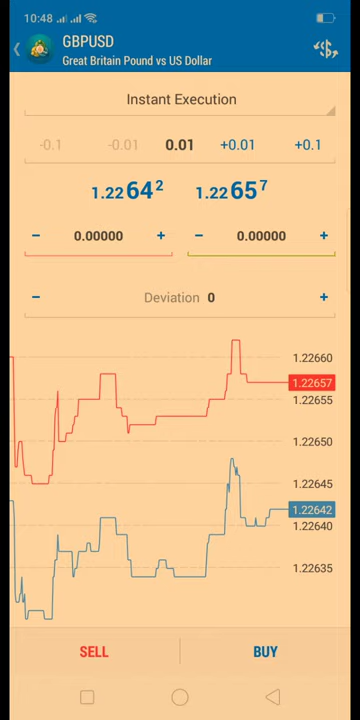 10:48
GBPUSD
Great Britain Pound vs US Dollar
Instant Execution
-0.1 -0.01 0.01 +0.01 +0.1
1.22642 1.22657
− 0.00000 + − 0.00000 +
− Deviation 0 +
1.22660
1.22657
1.22655
1.22650
1.22645
1.22642
1.22640
1.22635
SELL BUY